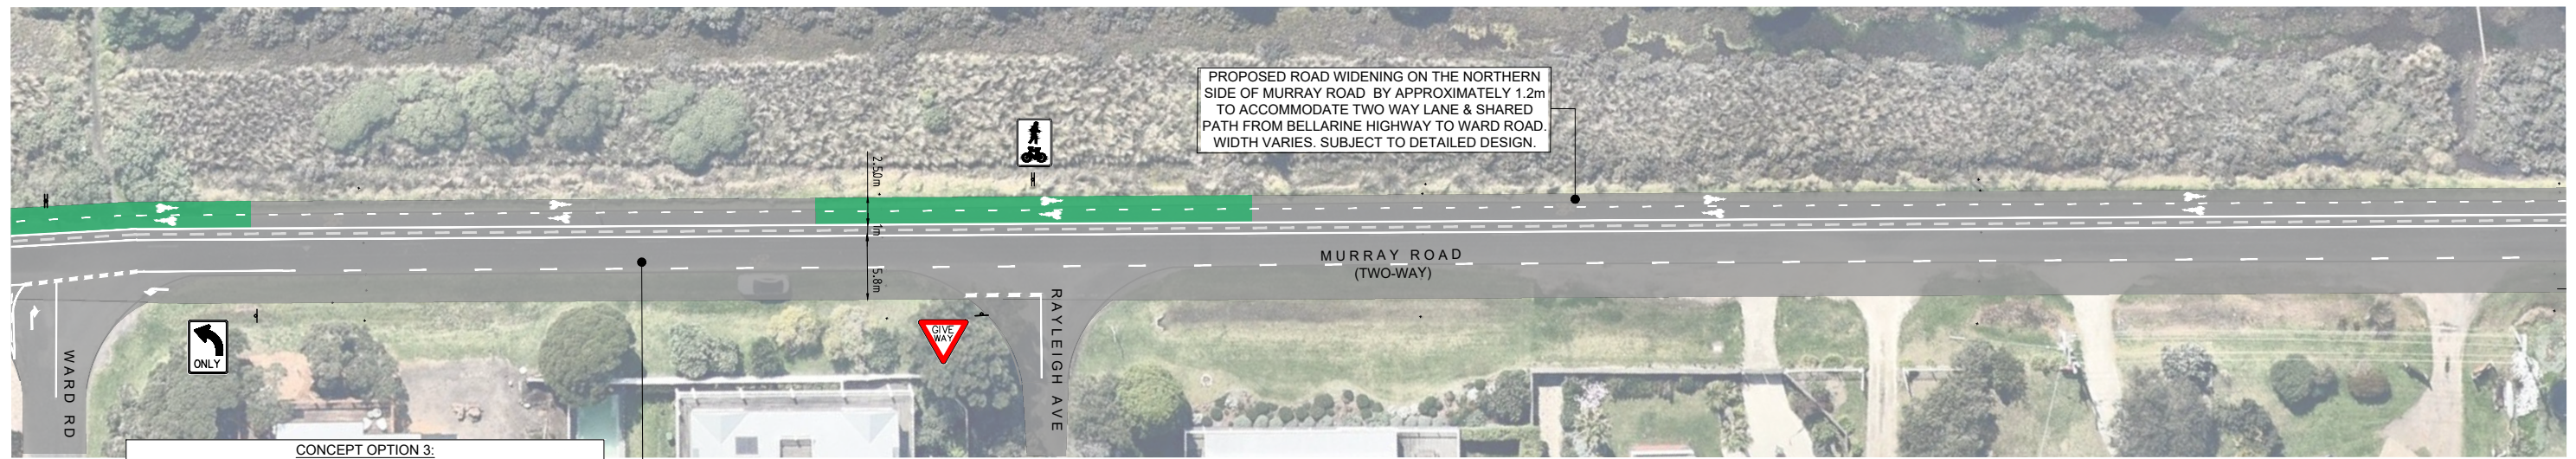 PROPOSED ROAD WIDENING ON THE NORTHERN
SIDE OF MURRAY ROAD BY APPROXIMATELY 1.2m
TO ACCOMMODATE TWO WAY LANE & SHARED
PATH FROM BELLARINE HIGHWAY TO WARD ROAD.
WIDTH VARIES. SUBJECT TO DETAILED DESIGN.
2.50m
1m
5.8m
MURRAY ROAD
(TWO-WAY)
ONLY
GIVE
WAY
WARD RD
RAYLEIGH AVE
CONCEPT OPTION 3: